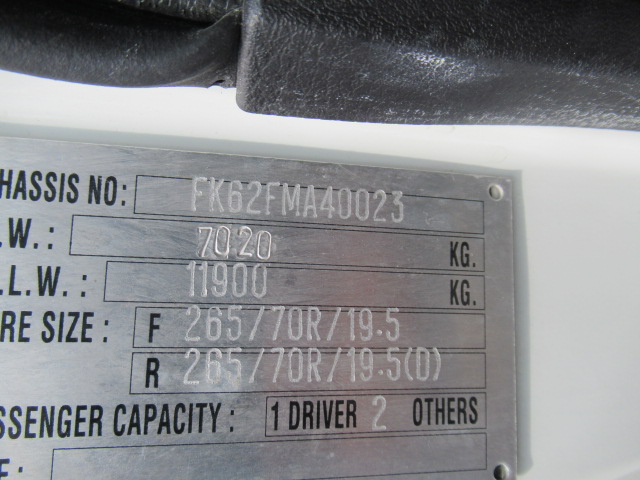 HASSIS NO: FK62FMA40023
.W.: 7020 KG.
.L.W.: 11900 KG.
RE SIZE: F 265/70R/19.5
R 265/70R/19.5(D)
SSENGER CAPACITY: 1 DRIVER 2 OTHERS
E: